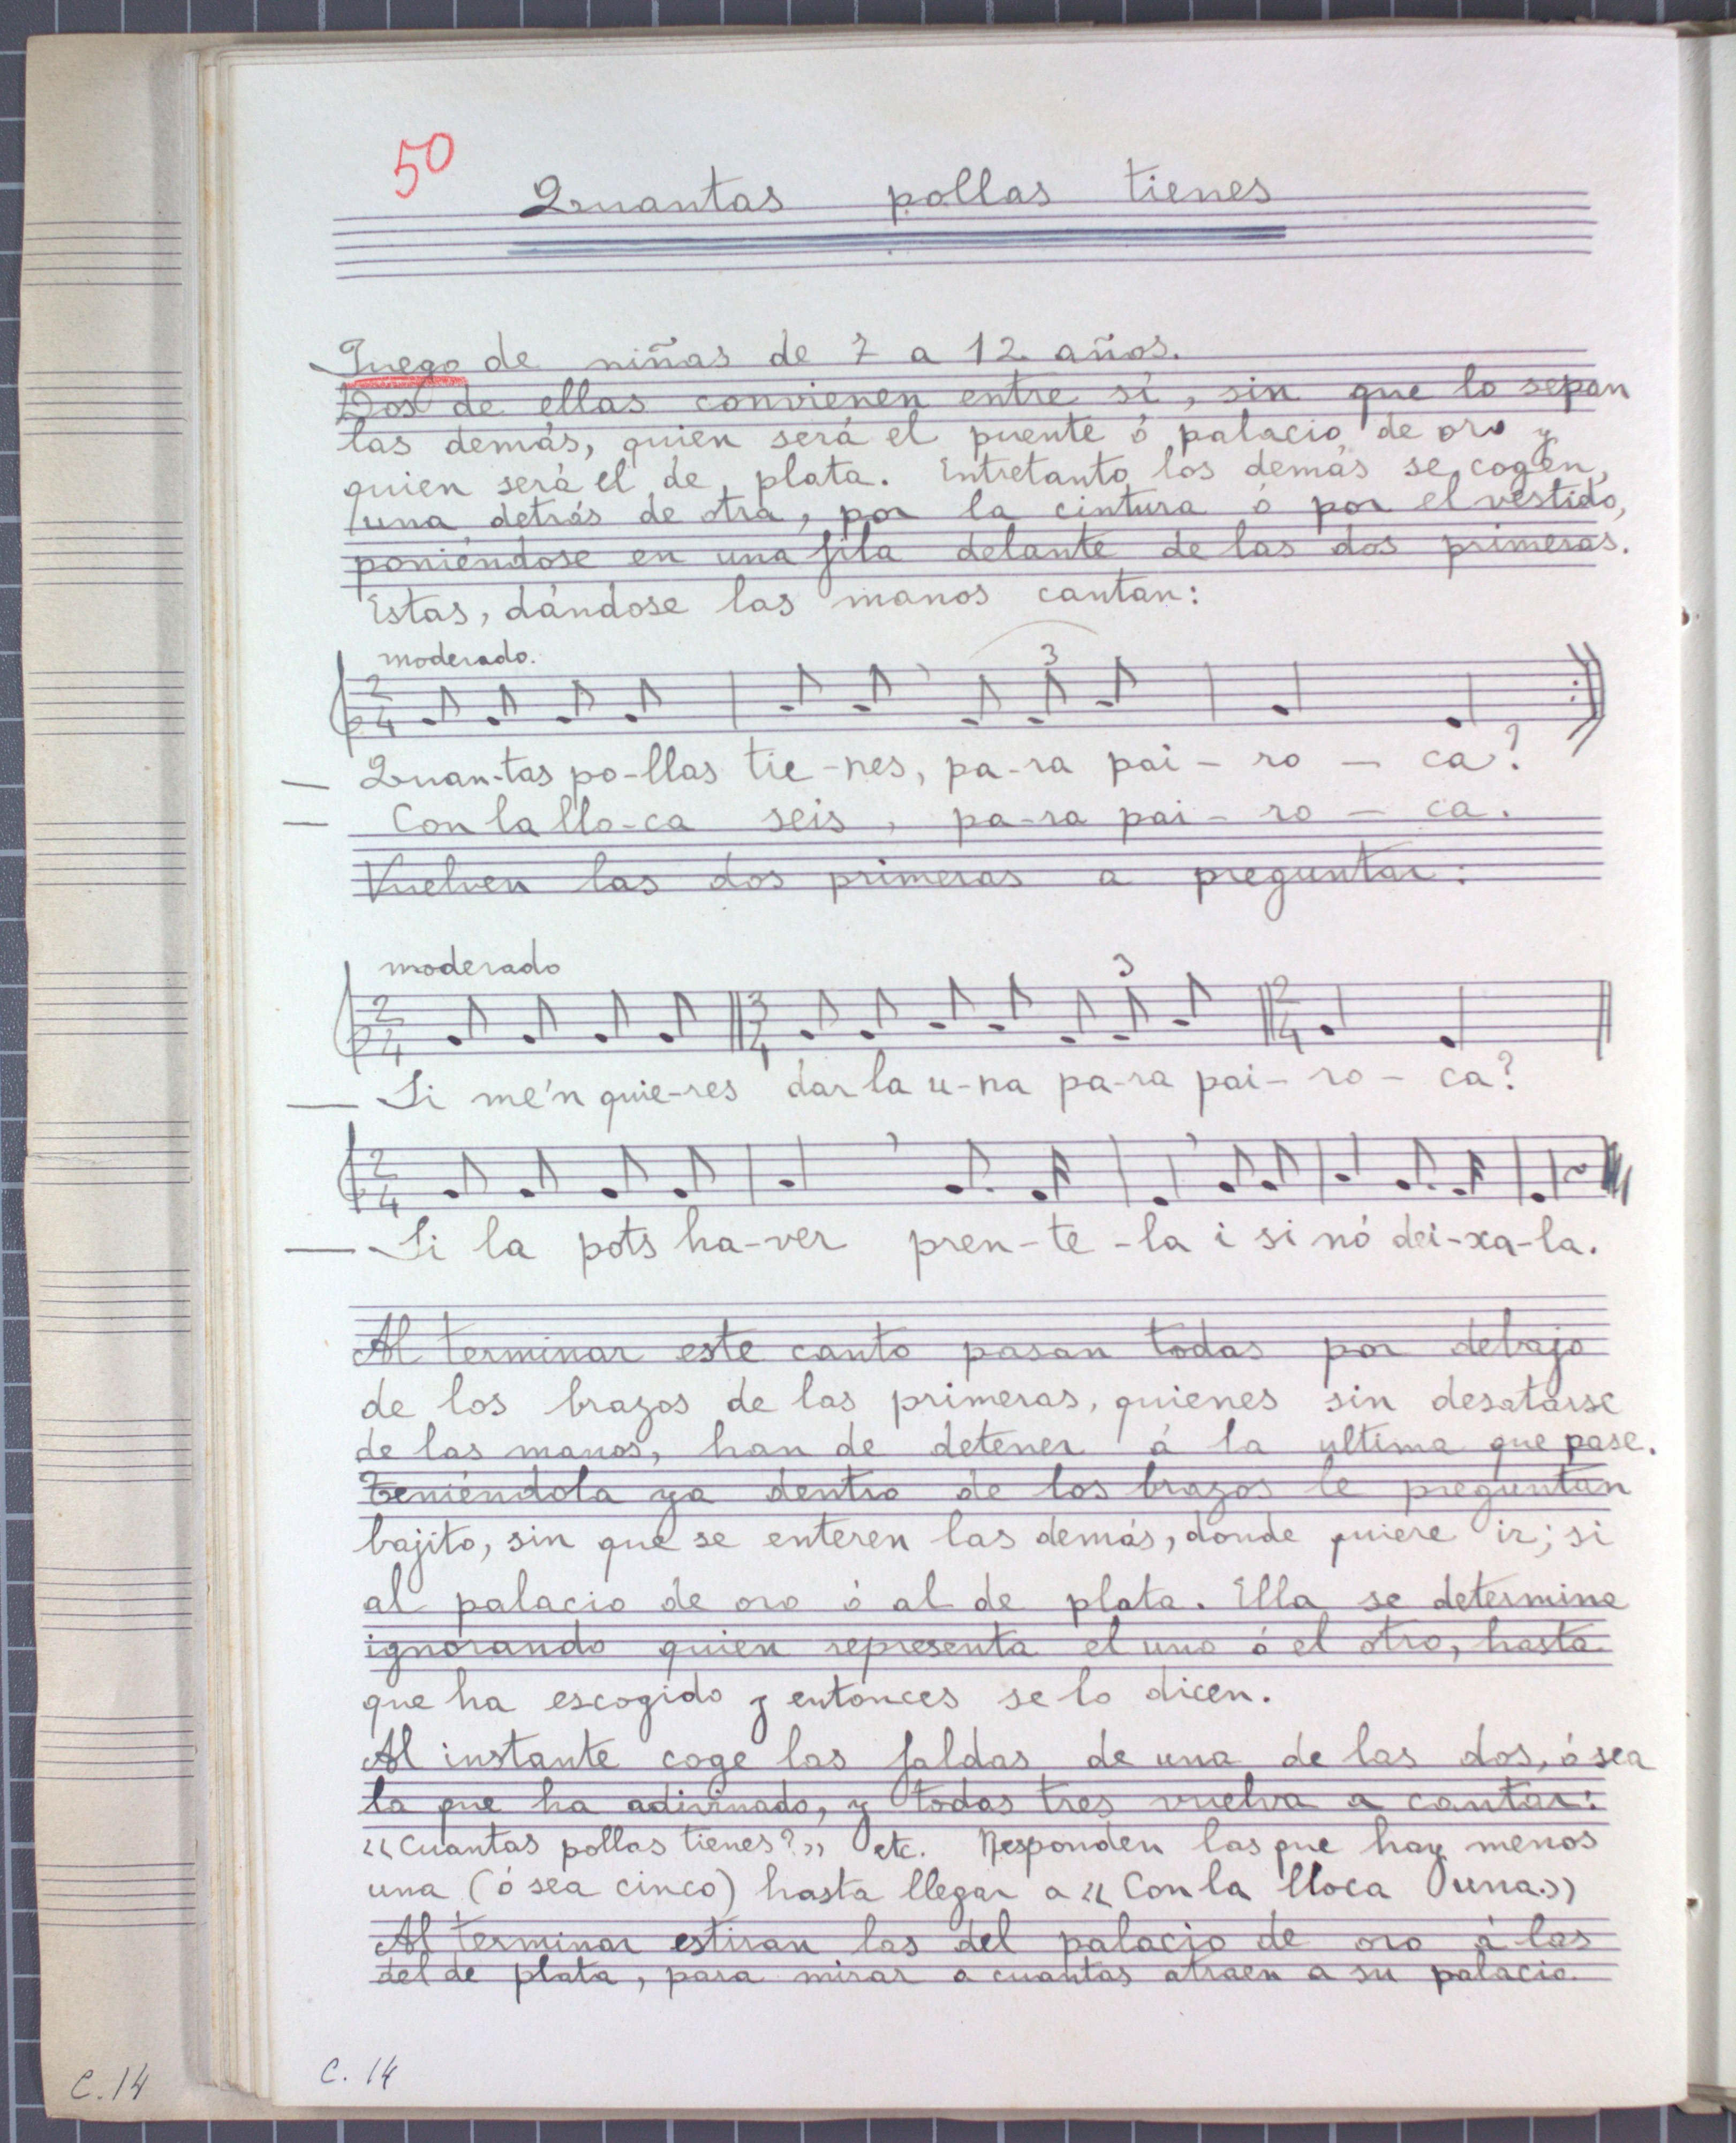 50
Quantas pollas tienes
Juego de niñas de 7 a 12 años.
Dos de ellas convienen entre sí, sin que lo sepan
las demás, quien será el puente ó palacio de oro y
quien será el de plata. Entretanto los demás se cogen,
una detrás de otra, por la cintura ó por el vestido,
poniéndose en una fila delante de las dos primeras.
Estas, dándose las manos cantan:
moderado.
2 4
3
— Quan-tas po-llas tie-nes, pa-ra pai-ro-ca?
— Con la llo-ca seis, pa-ra pai-ro-ca.
Vuelven las dos primeras a preguntar:
moderado
2 4 3 4 3 2 4
— Si me'n quie-res dar la u-na pa-ra pai-ro-ca?
2 4
— Si la pots ha-ver pren-te-la i si nó dei-xa-la.
Al terminar este canto pasan todas por debajo
de los brazos de las primeras, quienes sin desatarse
de las manos, han de detener á la ultima que pase.
Teniéndola ya dentro de los brazos le preguntan
bajito, sin que se enteren las demás, donde quiere ir; si
al palacio de oro ó al de plata. Ella se determina
ignorando quien representa el uno ó el otro, hasta
que ha escogido y entonces se lo dicen.
Al instante coge las faldas de una de las dos, ó sea
la que ha adivinado, y todas tres vuelva a cantar:
"Cuantas pollas tienes?" etc. Responden las que hay menos
una (ó sea cinco) hasta llegar a "Con la lloca una."
Al terminar estiran las del palacio de oro á las
del de plata, para mirar a cuantas atraen a su palacio.
C. 14
C. 14